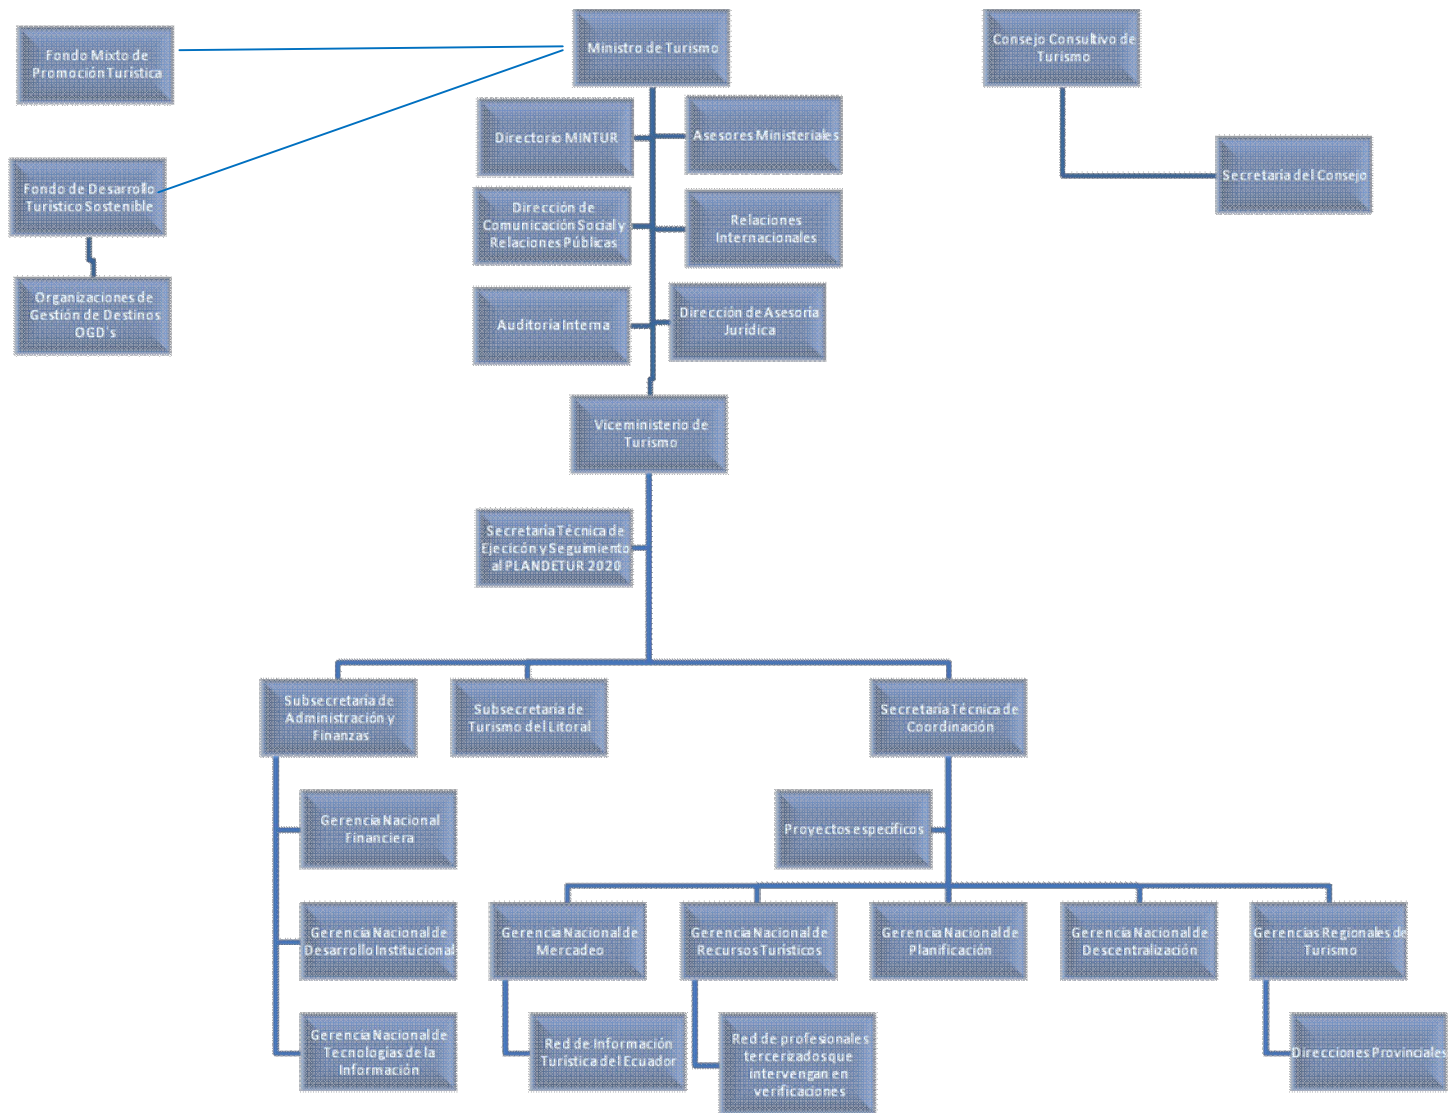 Fondo Mixto de
Promoción Turística
Ministro de Turismo
Consejo Consultivo de
Turismo
Directorio MINTUR
Asesores Ministeriales
Secretaria del Consejo
Fondo de Desarrollo
Turístico Sostenible
Dirección de
Comunicación Social y
Relaciones Públicas
Relaciones
Internacionales
Organizaciones de
Gestión de Destinos
OGD's
Auditoría Interna
Dirección de Asesoría
Jurídica
Viceministerio de
Turismo
Secretaría Técnica de
Ejecicón y Seguimiento
al PLANDETUR 2020
Subsecretaría de
Administración y
Finanzas
Subsecretaría de
Turismo del Litoral
Secretaría Técnica de
Coordinación
Gerencia Nacional
Financiera
Proyectos específicos
Gerencia Nacional de
Desarrollo Institucional
Gerencia Nacional de
Mercadeo
Gerencia Nacional de
Recursos Turísticos
Gerencia Nacional de
Planificación
Gerencia Nacional de
Descentralización
Gerencias Regionales de
Turismo
Gerencia Nacional de
Tecnologías de la
Información
Red de Información
Turística del Ecuador
Red de profesionales
tercerizados que
intervengan en
verificaciones
Direcciones Provinciales